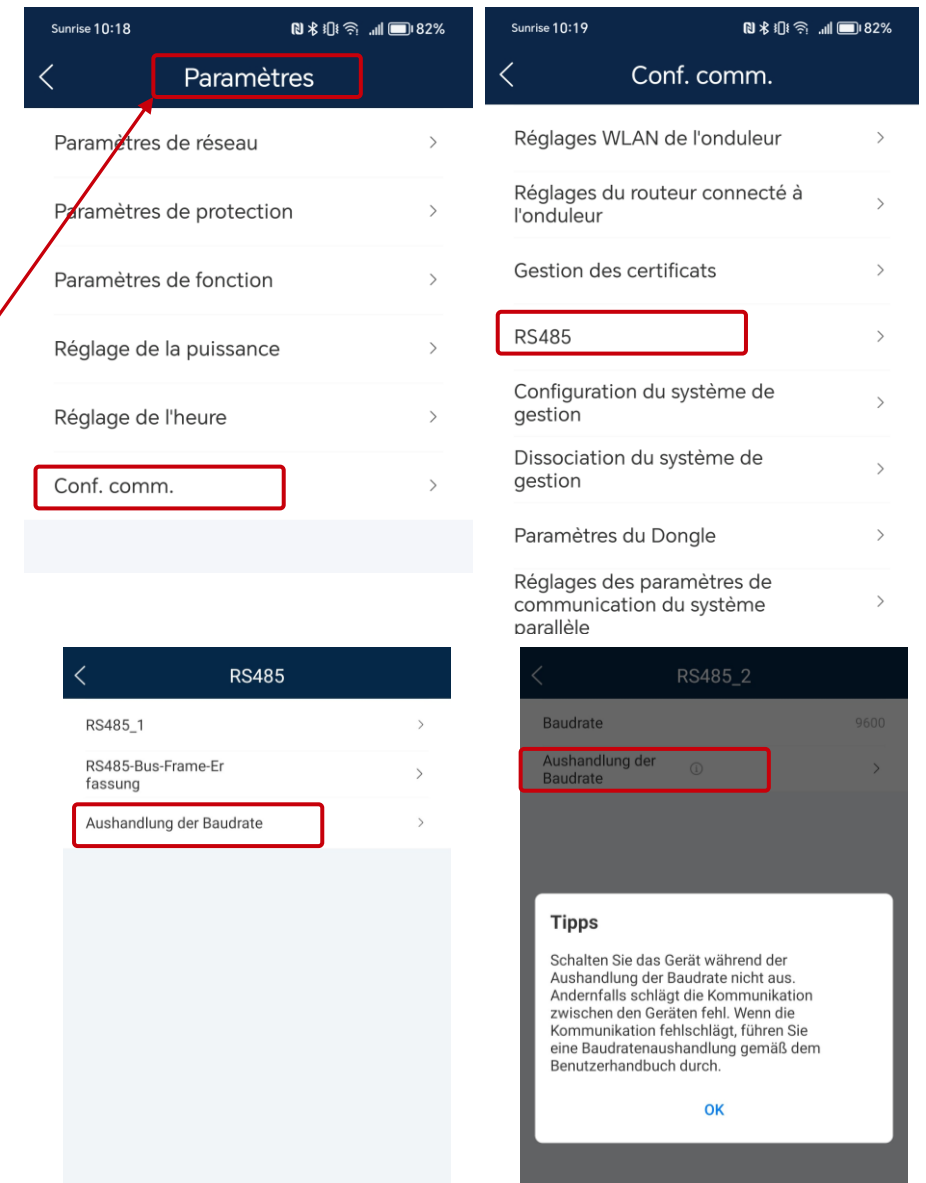 Sunrise 10:18 82%
Paramètres
Paramètres de réseau
Paramètres de protection
Paramètres de fonction
Réglage de la puissance
Réglage de l'heure
Conf. comm.
Sunrise 10:19 82%
Conf. comm.
Réglages WLAN de l'onduleur
Réglages du routeur connecté à
l'onduleur
Gestion des certificats
RS485
Configuration du système de
gestion
Dissociation du système de
gestion
Paramètres du Dongle
Réglages des paramètres de
communication du système
parallèle
RS485
RS485_1
RS485-Bus-Frame-Er
fassung
Aushandlung der Baudrate
RS485_2
Baudrate 9600
Aushandlung der
Baudrate
Tipps
Schalten Sie das Gerät während der
Aushandlung der Baudrate nicht aus.
Andernfalls schlägt die Kommunikation
zwischen den Geräten fehl. Wenn die
Kommunikation fehlschlägt, führen Sie
eine Baudratenaushandlung gemäß dem
Benutzerhandbuch durch.
OK